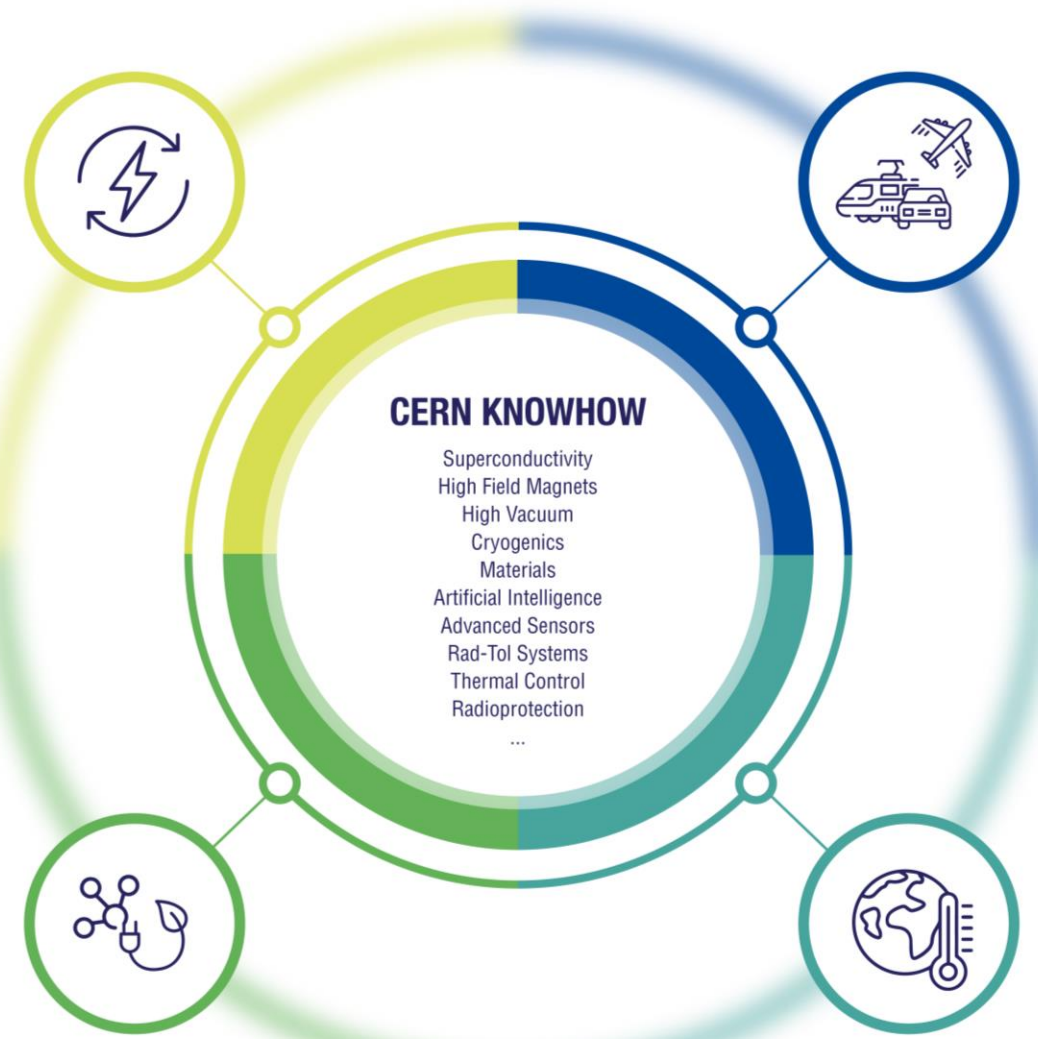 CERN KNOWHOW
Superconductivity
High Field Magnets
High Vacuum
Cryogenics
Materials
Artificial Intelligence
Advanced Sensors
Rad-Tol Systems
Thermal Control
Radioprotection
...